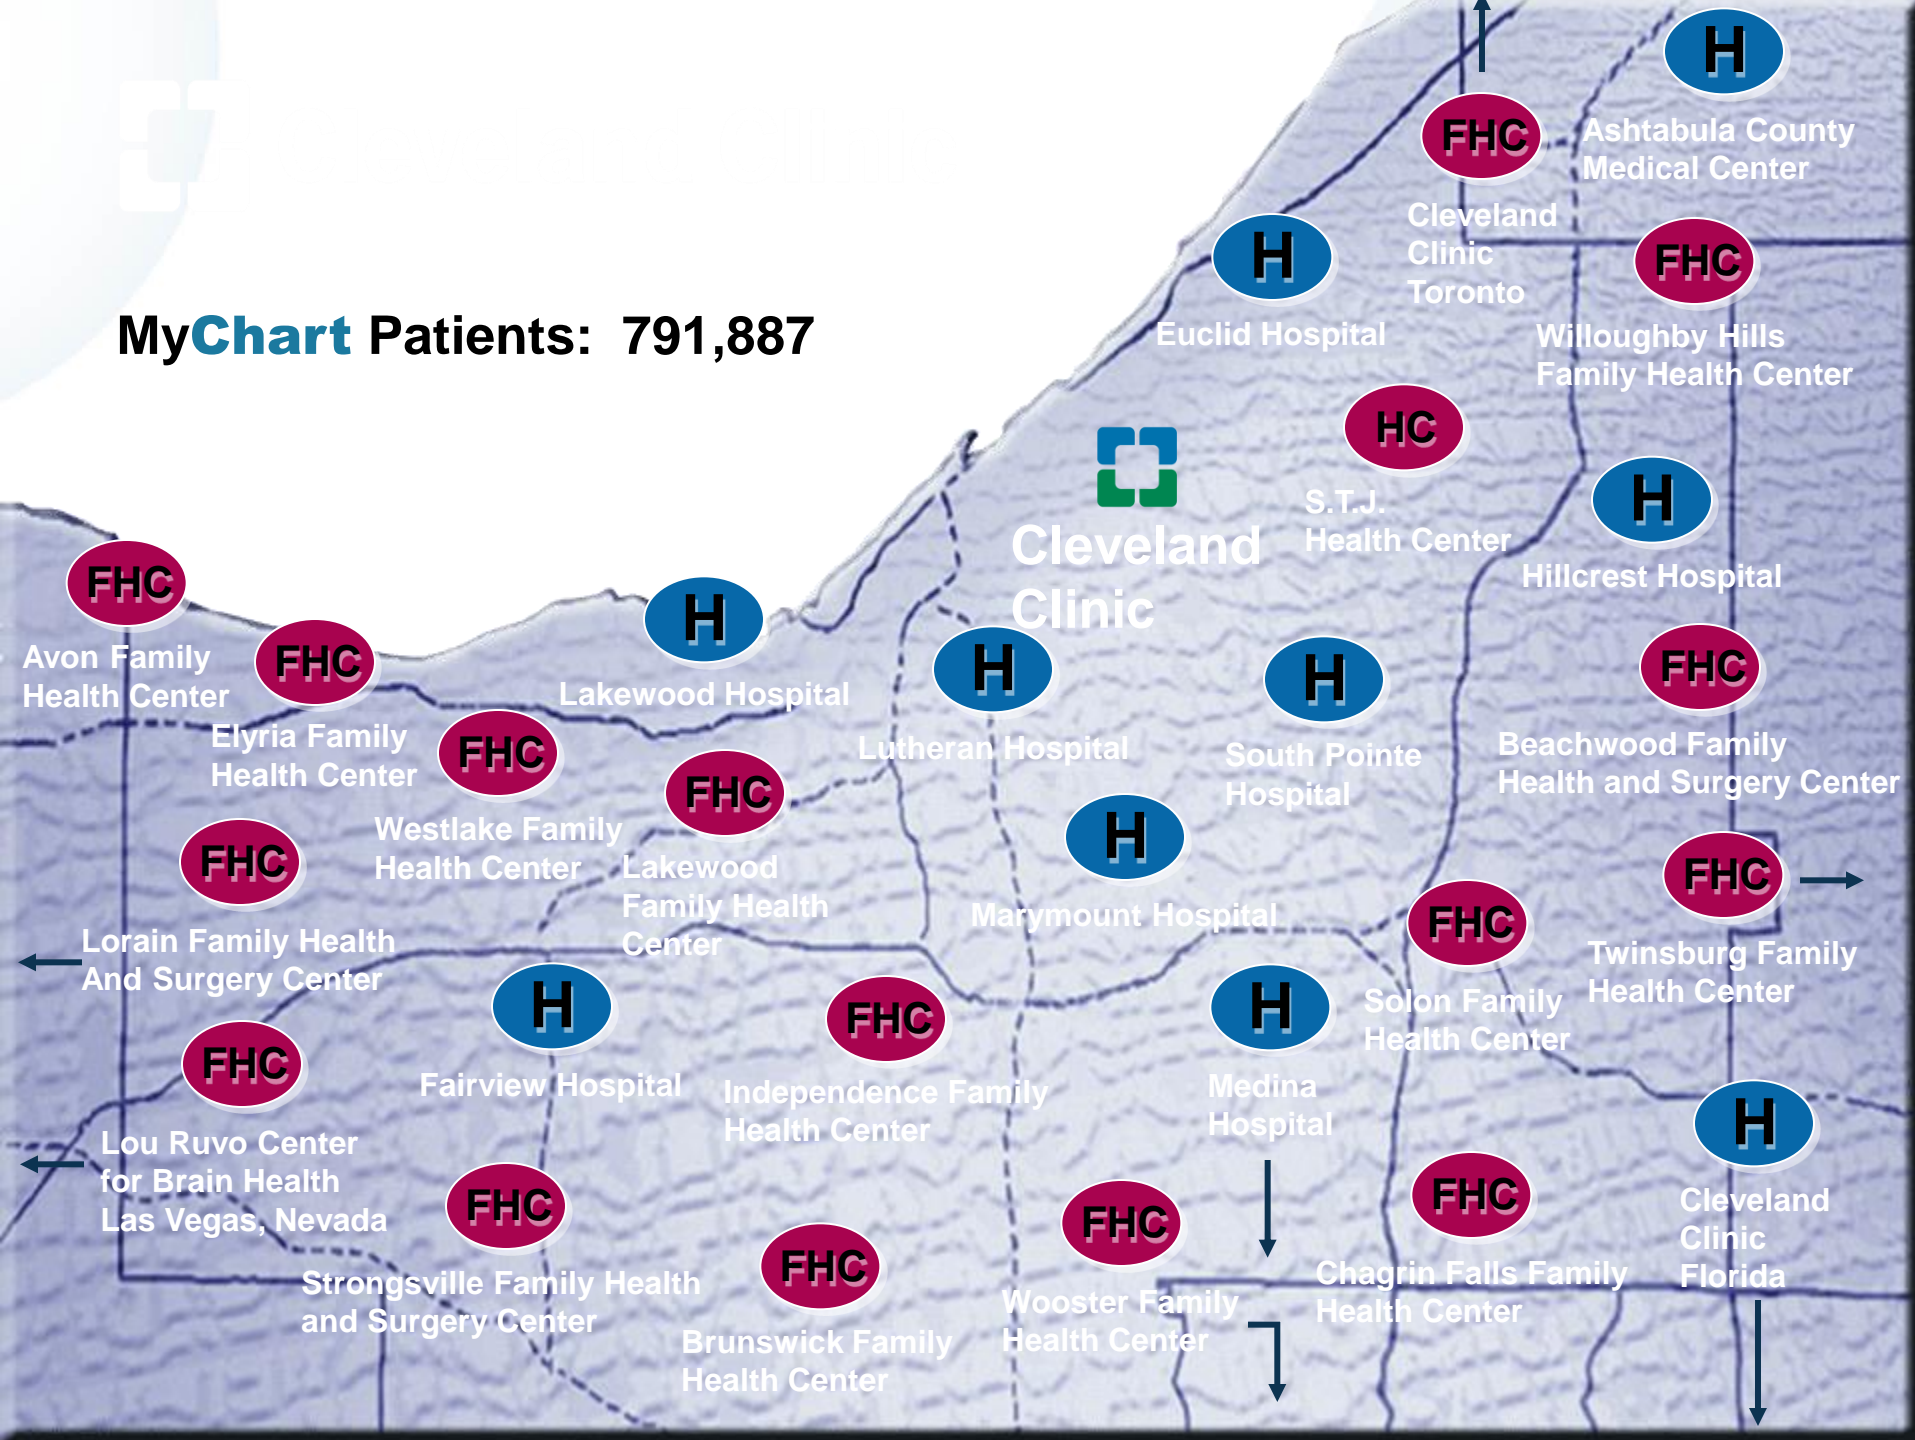 H
Ashtabula County
Medical Center
FHC
Cleveland
Clinic
Toronto
H
Euclid Hospital
FHC
Willoughby Hills
Family Health Center
MyChart Patients: 791,887
HC
S.T.J.
Health Center
Cleveland
Clinic
H
Hillcrest Hospital
FHC
Avon Family
Health Center
FHC
Elyria Family
Health Center
H
Lakewood Hospital
H
Lutheran Hospital
H
South Pointe
Hospital
FHC
Beachwood Family
Health and Surgery Center
FHC
Westlake Family
Health Center
FHC
Lakewood
Family Health
Center
H
Marymount Hospital
FHC
Lorain Family Health
And Surgery Center
FHC
Twinsburg Family
Health Center
FHC
Solon Family
Health Center
H
Fairview Hospital
FHC
Independence Family
Health Center
H
Medina
Hospital
FHC
Lou Ruvo Center
for Brain Health
Las Vegas, Nevada
H
Cleveland
Clinic
Florida
FHC
Strongsville Family Health
and Surgery Center
FHC
Brunswick Family
Health Center
FHC
Wooster Family
Health Center
FHC
Chagrin Falls Family
Health Center